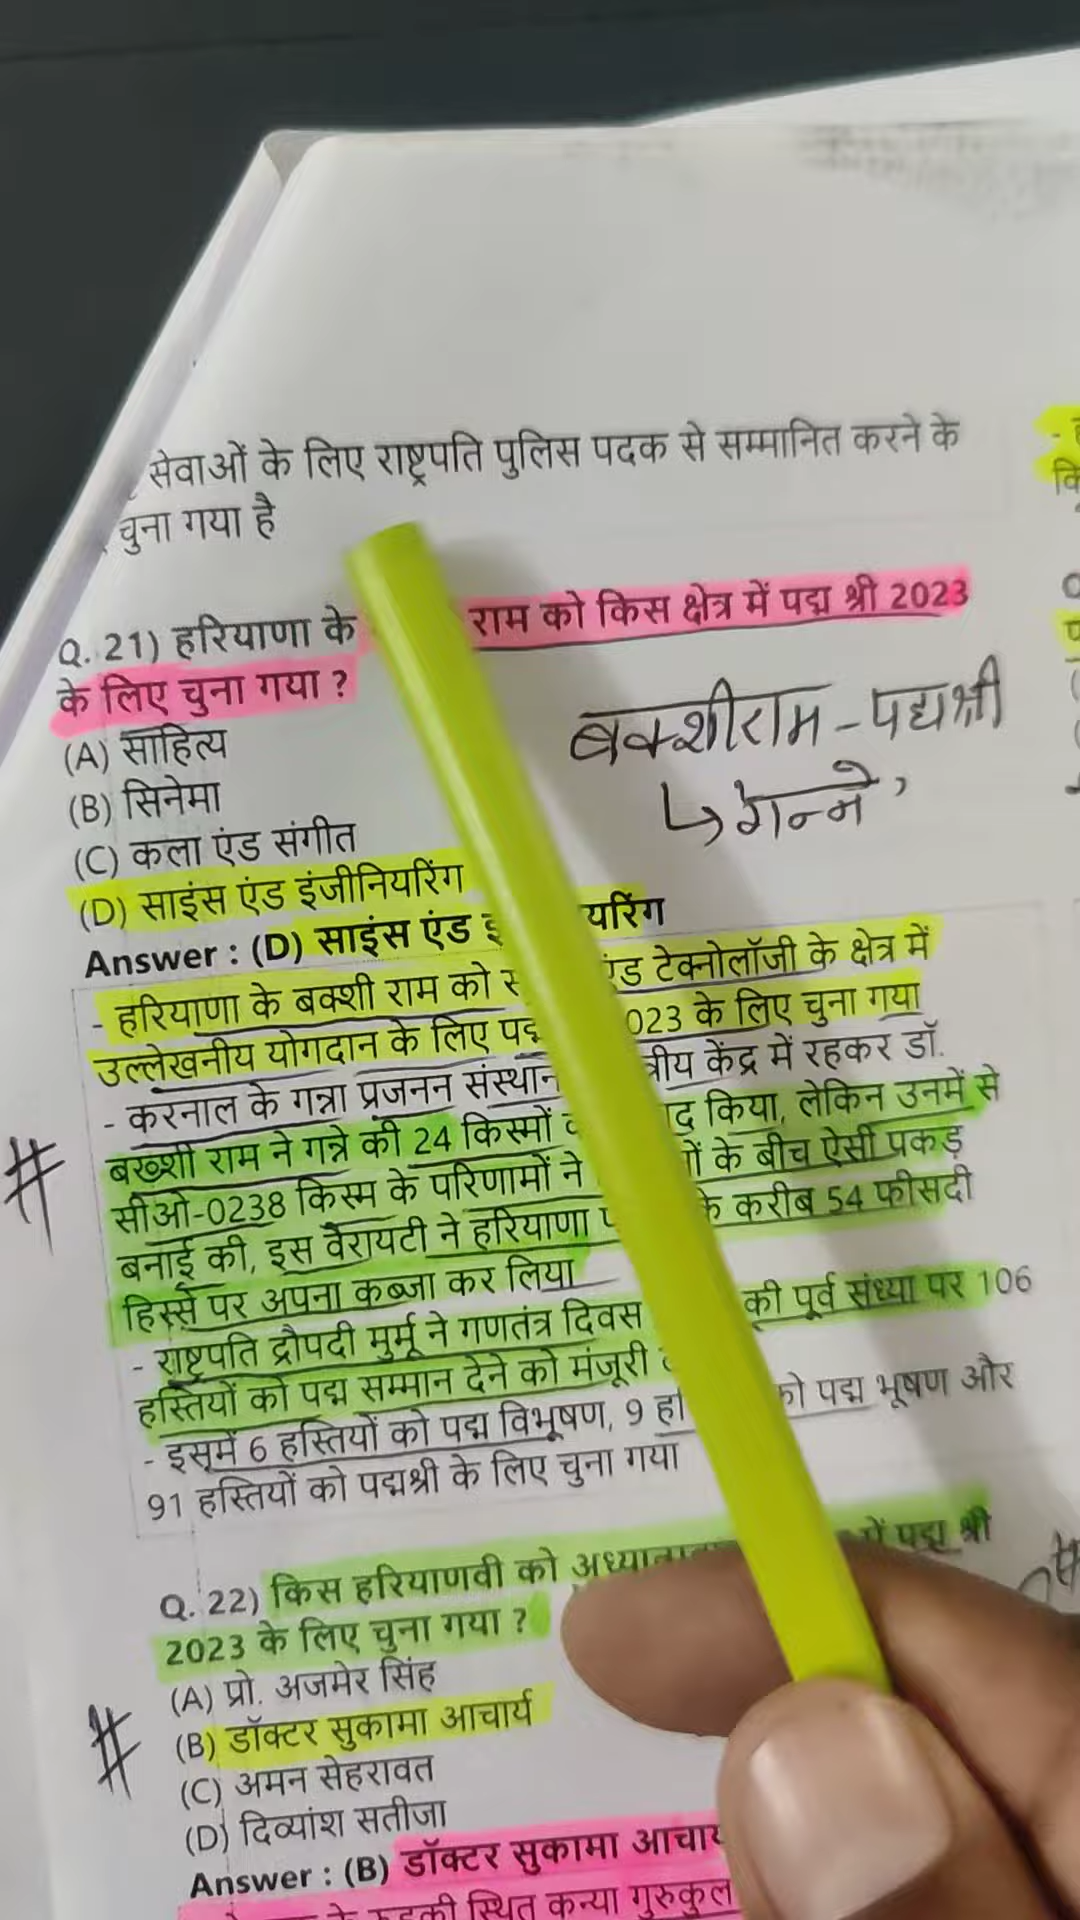 सेवाओं के लिए राष्ट्रपति पुलिस पदक से सम्मानित करने के
चुना गया है
Q. 21) हरियाणा के राम को किस क्षेत्र में पद्म श्री 2023
के लिए चुना गया ?
बक्शीराम - पद्मश्री
↳ गन्ने
(A) साहित्य
(B) सिनेमा
(C) कला एंड संगीत
(D) साइंस एंड इंजीनियरिंग
Answer : (D) साइंस एंड यरिंग
- हरियाणा के बक्शी राम को एंड टेक्नोलॉजी के क्षेत्र में
उल्लेखनीय योगदान के लिए 023 के लिए चुना गया
- करनाल के गन्ना प्रजनन संस्थान त्रीय केंद्र में रहकर डॉ.
बख्शी राम ने गन्ने की 24 किस्मों द किया, लेकिन उनमें से
सीओ-0238 किस्म के परिणामों ने के बीच ऐसी प्रकड़
बनाई की, इस वैरायटी ने हरियाणा के करीब 54 फीसदी
हिस्से पर अपना कब्जा कर लिया
- राष्ट्रपति द्रौपदी मुर्मू ने गणतंत्र दिवस की पूर्व संध्या पर 106
हस्तियों को पद्म सम्मान देने को मंजूरी
- इसमें 6 हस्तियों को पद्म विभूषण, 9 को पद्म भूषण और
91 हस्तियों को पद्मश्री के लिए चुना गया
Q. 22) किस हरियाणवी को में पद्म श्री
2023 के लिए चुना गया ?
(A) प्रो. अजमेर सिंह
(B) डॉक्टर सुकामा आचार्य
(C) अमन सेहरावत
(D) दिव्यांश सतीजा
Answer : (B) डॉक्टर सुकामा
स्थित कन्या गुरुकुल